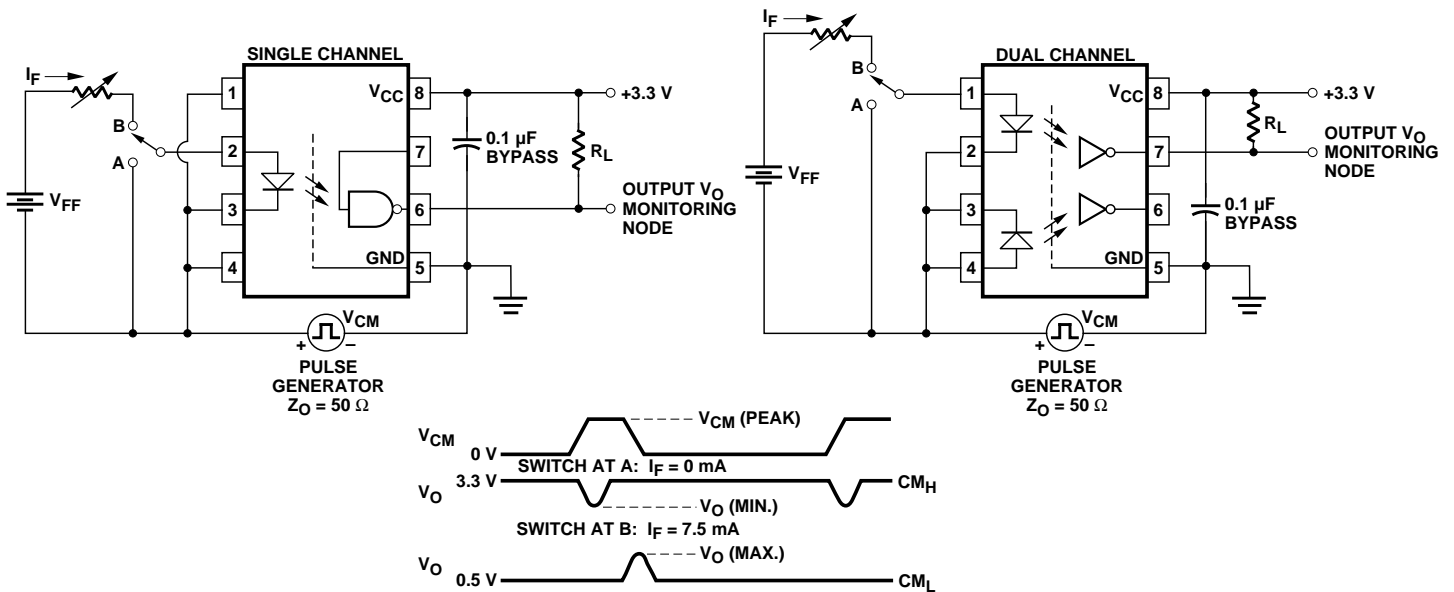 SINGLE CHANNEL
I_F
B
A
V_FF
1
2
3
4
V_CC
8
7
6
GND
5
0.1 µF
BYPASS
R_L
+3.3 V
OUTPUT V_O
MONITORING
NODE
V_CM
+ –
PULSE
GENERATOR
Z_O = 50 Ω
DUAL CHANNEL
I_F
B
A
V_FF
1
2
3
4
V_CC
8
7
6
GND
5
R_L
+3.3 V
OUTPUT V_O
MONITORING
NODE
0.1 µF
BYPASS
V_CM
+ –
PULSE
GENERATOR
Z_O = 50 Ω
V_CM
V_CM (PEAK)
0 V
SWITCH AT A: I_F = 0 mA
V_O
3.3 V
CM_H
V_O (MIN.)
SWITCH AT B: I_F = 7.5 mA
V_O (MAX.)
V_O
0.5 V
CM_L